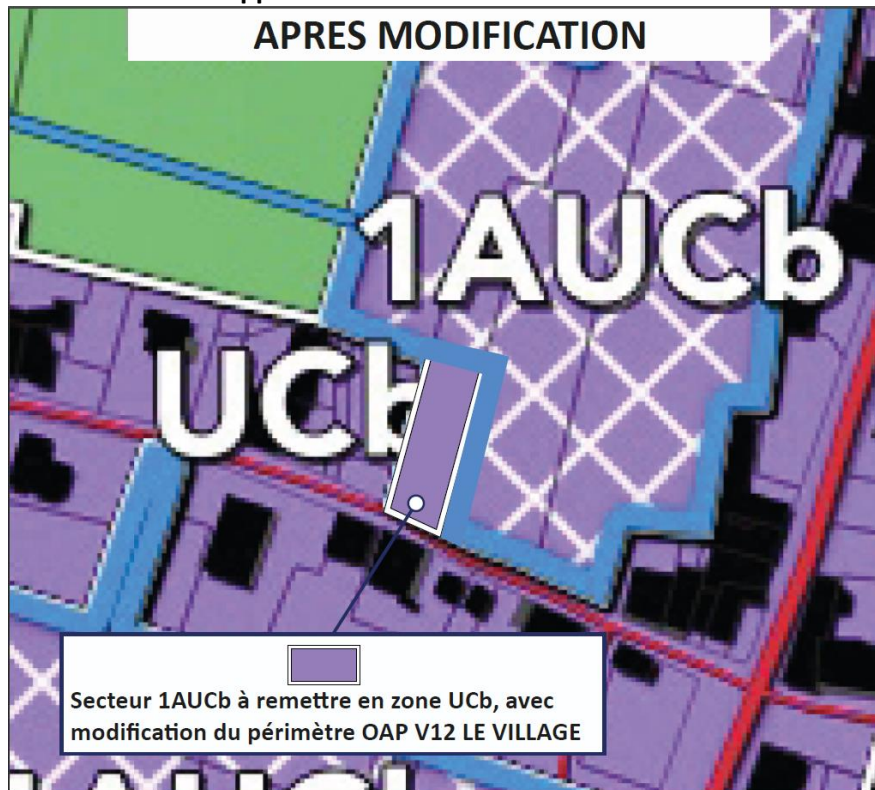 APRES MODIFICATION
1AUCb
UCb
Secteur 1AUCb à remettre en zone UCb, avec
modification du périmètre OAP V12 LE VILLAGE